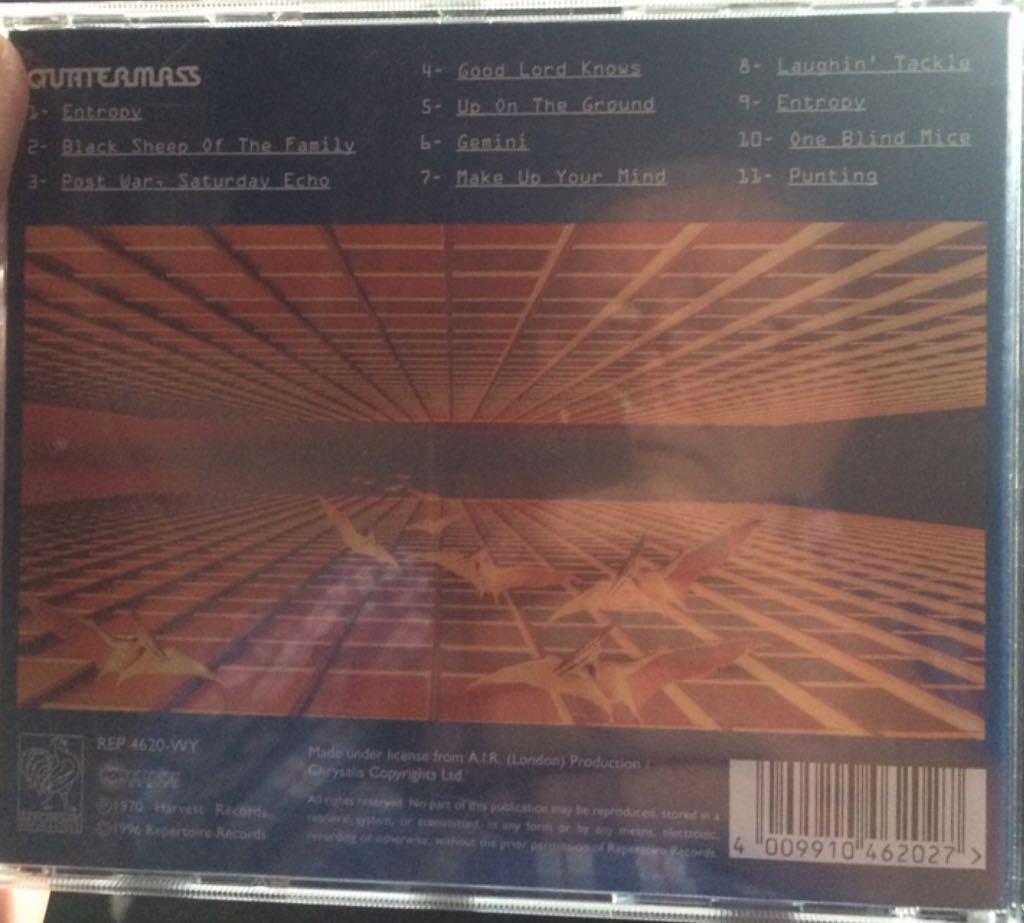 QUATERMASS
1- Entropy
2- Black Sheep Of The Family
3- Post War, Saturday Echo
4- Good Lord Knows
5- Up On The Ground
6- Gemini
7- Make Up Your Mind
8- Laughin' Tackle
9- Entropy
10- One Blind Mice
11- Punting
REP 4620-WY
℗1970 Harvest Records
©1996 Repertoire Records
Made under license from A.I.R. (London) Production /
Chrysalis Copyrights Ltd.
All rights reserved. No part of this publication may be reproduced, stored in a
retrieval system, or transmitted, in any form or by any means, electronic,
recording or otherwise, without the prior permission of Repertoire Records.
4 009910 462027 >